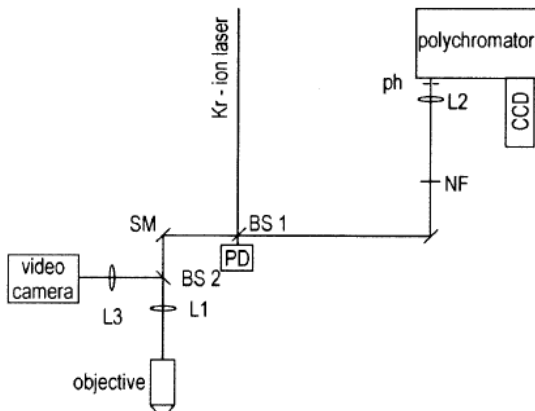 Kr - ion laser
polychromator
ph
L2
CCD
NF
SM
BS 1
PD
video
camera
BS 2
L3
L1
objective